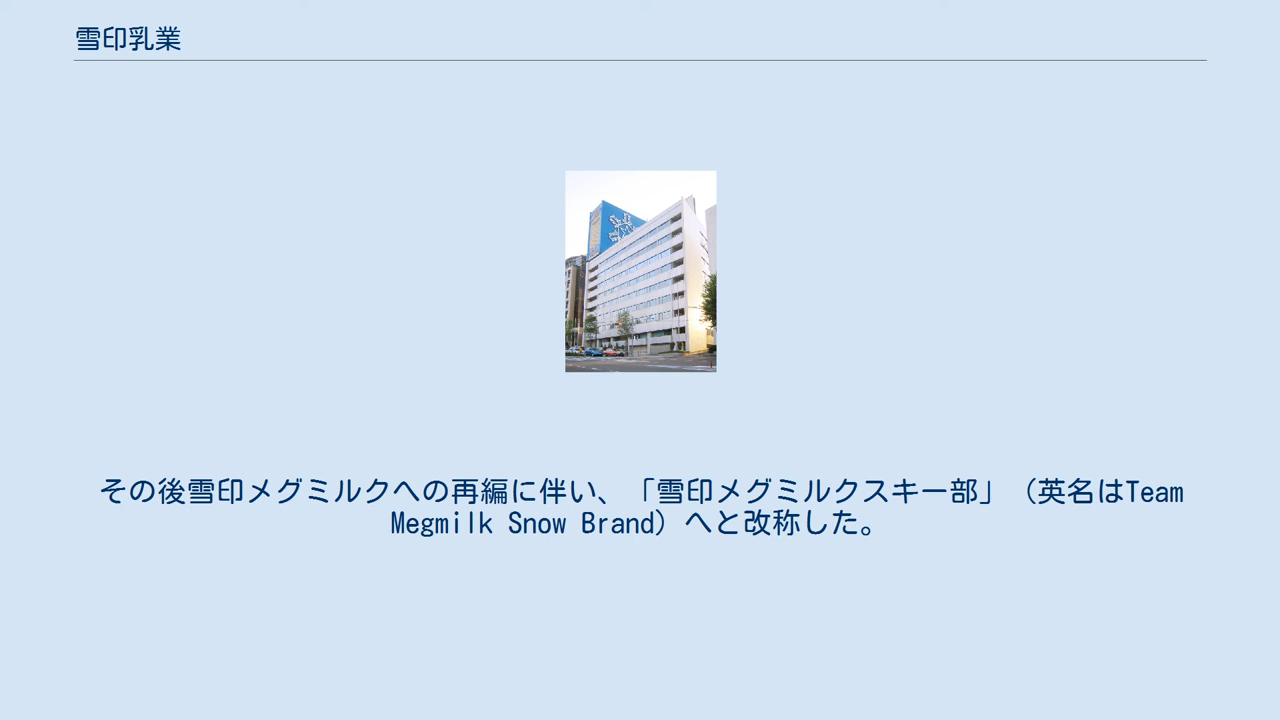 雪印乳業
その後雪印メグミルクへの再編に伴い、「雪印メグミルクスキー部」（英名はTeam
Megmilk Snow Brand）へと改称した。